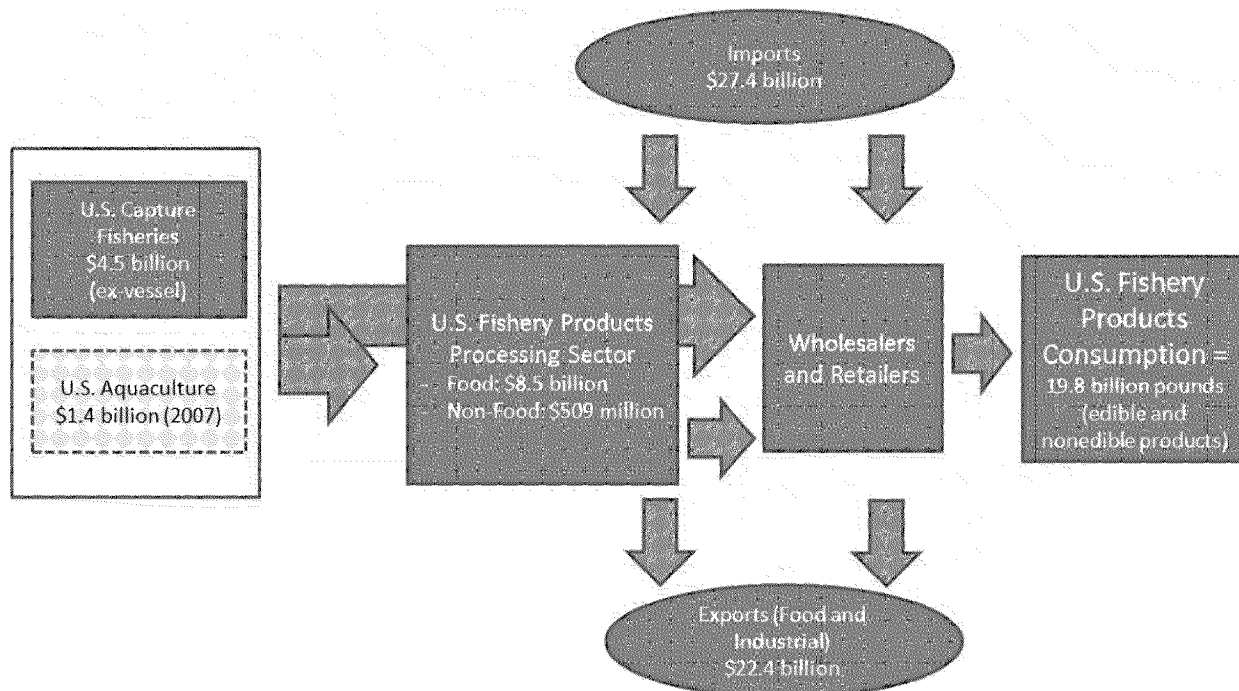 Imports
$27.4 billion
U.S. Capture
Fisheries
$4.5 billion
(ex-vessel)
U.S. Aquaculture
$1.4 billion (2007)
U.S. Fishery Products
Processing Sector
- Food: $8.5 billion
- Non-Food: $509 million
Wholesalers
and Retailers
U.S. Fishery
Products
Consumption =
19.8 billion pounds
(edible and
nonedible products)
Exports (Food and
Industrial)
$22.4 billion